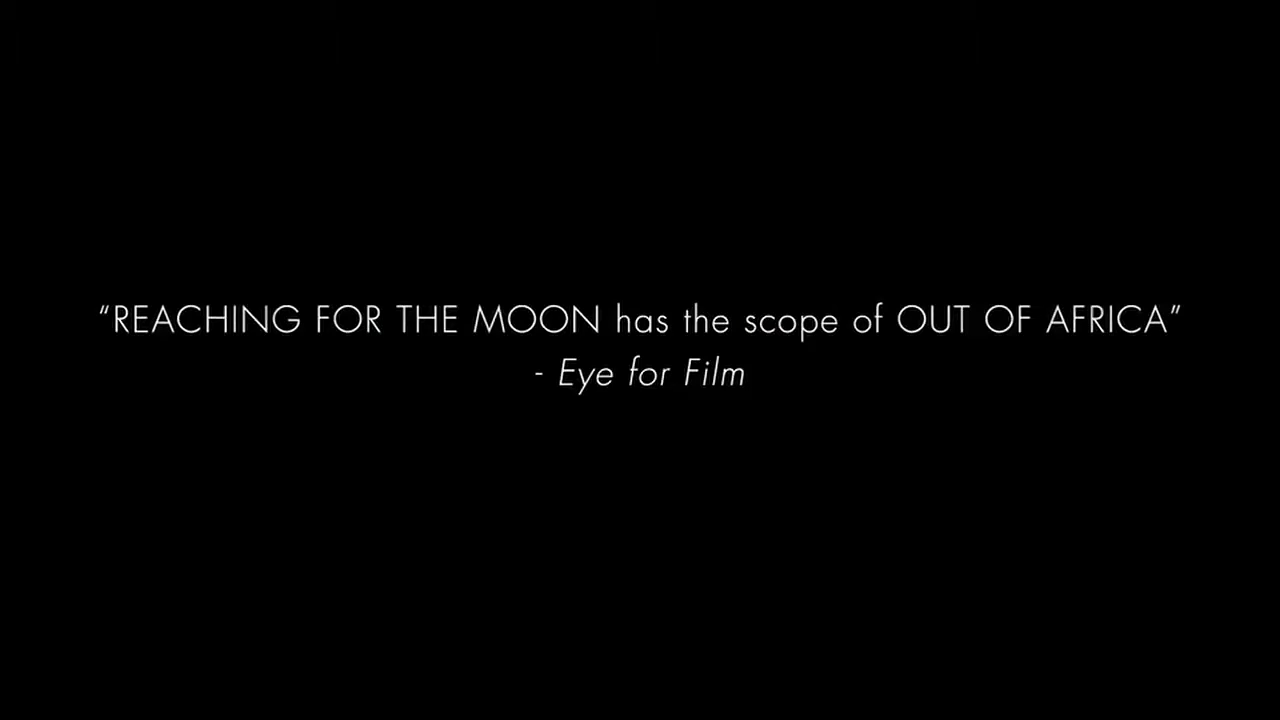 “REACHING FOR THE MOON has the scope of OUT OF AFRICA”
- Eye for Film